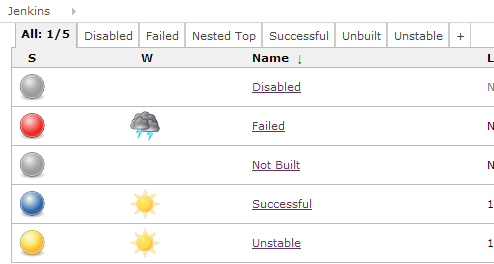 Jenkins
All: 1/5 Disabled Failed Nested Top Successful Unbuilt Unstable +
S W Name ↓ L
Disabled N
Failed N
Not Built N
Successful 1
Unstable 1